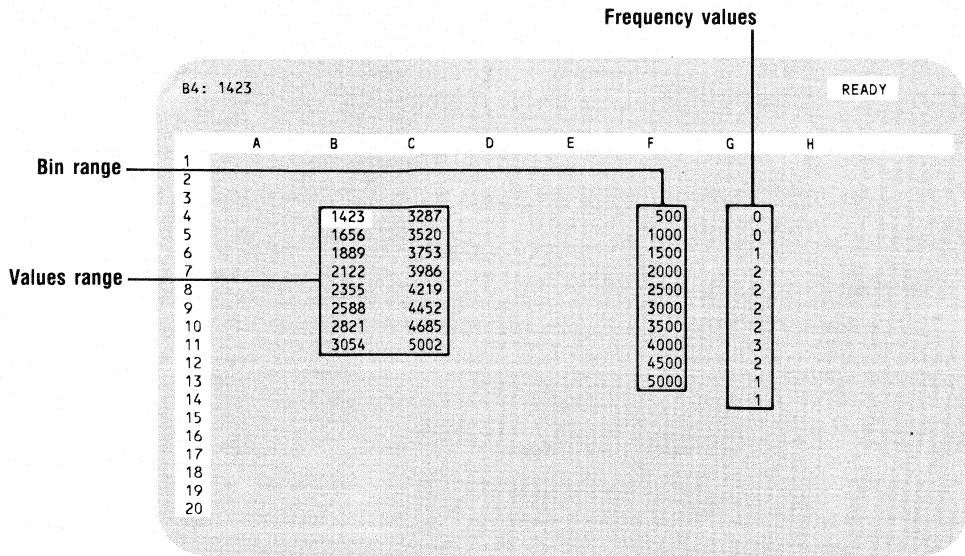 Frequency values
B4: 1423 READY
A B C D E F G H
Bin range
1
2
3
4 1423 3287 500 0
5 1656 3520 1000 0
6 1889 3753 1500 1
Values range
7 2122 3986 2000 2
8 2355 4219 2500 2
9 2588 4452 3000 2
10 2821 4685 3500 2
11 3054 5002 4000 3
12 4500 2
13 5000 1
14 1
15
16
17
18
19
20